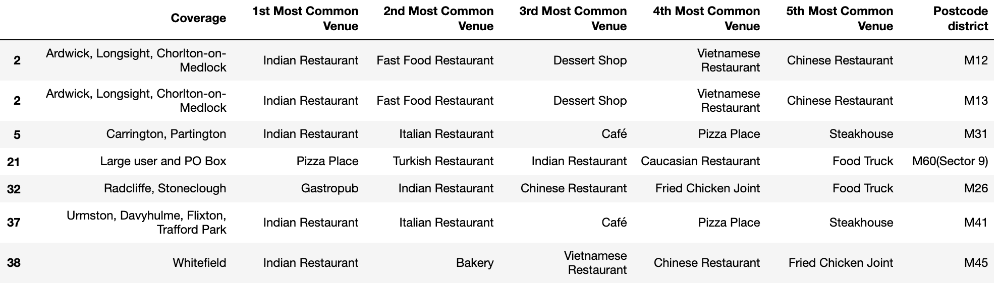 Coverage 1st Most Common Venue 2nd Most Common Venue 3rd Most Common Venue 4th Most Common Venue 5th Most Common Venue Postcode district
2 Ardwick, Longsight, Chorlton-on-Medlock Indian Restaurant Fast Food Restaurant Dessert Shop Vietnamese Restaurant Chinese Restaurant M12
2 Ardwick, Longsight, Chorlton-on-Medlock Indian Restaurant Fast Food Restaurant Dessert Shop Vietnamese Restaurant Chinese Restaurant M13
5 Carrington, Partington Indian Restaurant Italian Restaurant Café Pizza Place Steakhouse M31
21 Large user and PO Box Pizza Place Turkish Restaurant Indian Restaurant Caucasian Restaurant Food Truck M60(Sector 9)
32 Radcliffe, Stoneclough Gastropub Indian Restaurant Chinese Restaurant Fried Chicken Joint Food Truck M26
37 Urmston, Davyhulme, Flixton, Trafford Park Indian Restaurant Italian Restaurant Café Pizza Place Steakhouse M41
38 Whitefield Indian Restaurant Bakery Vietnamese Restaurant Chinese Restaurant Fried Chicken Joint M45